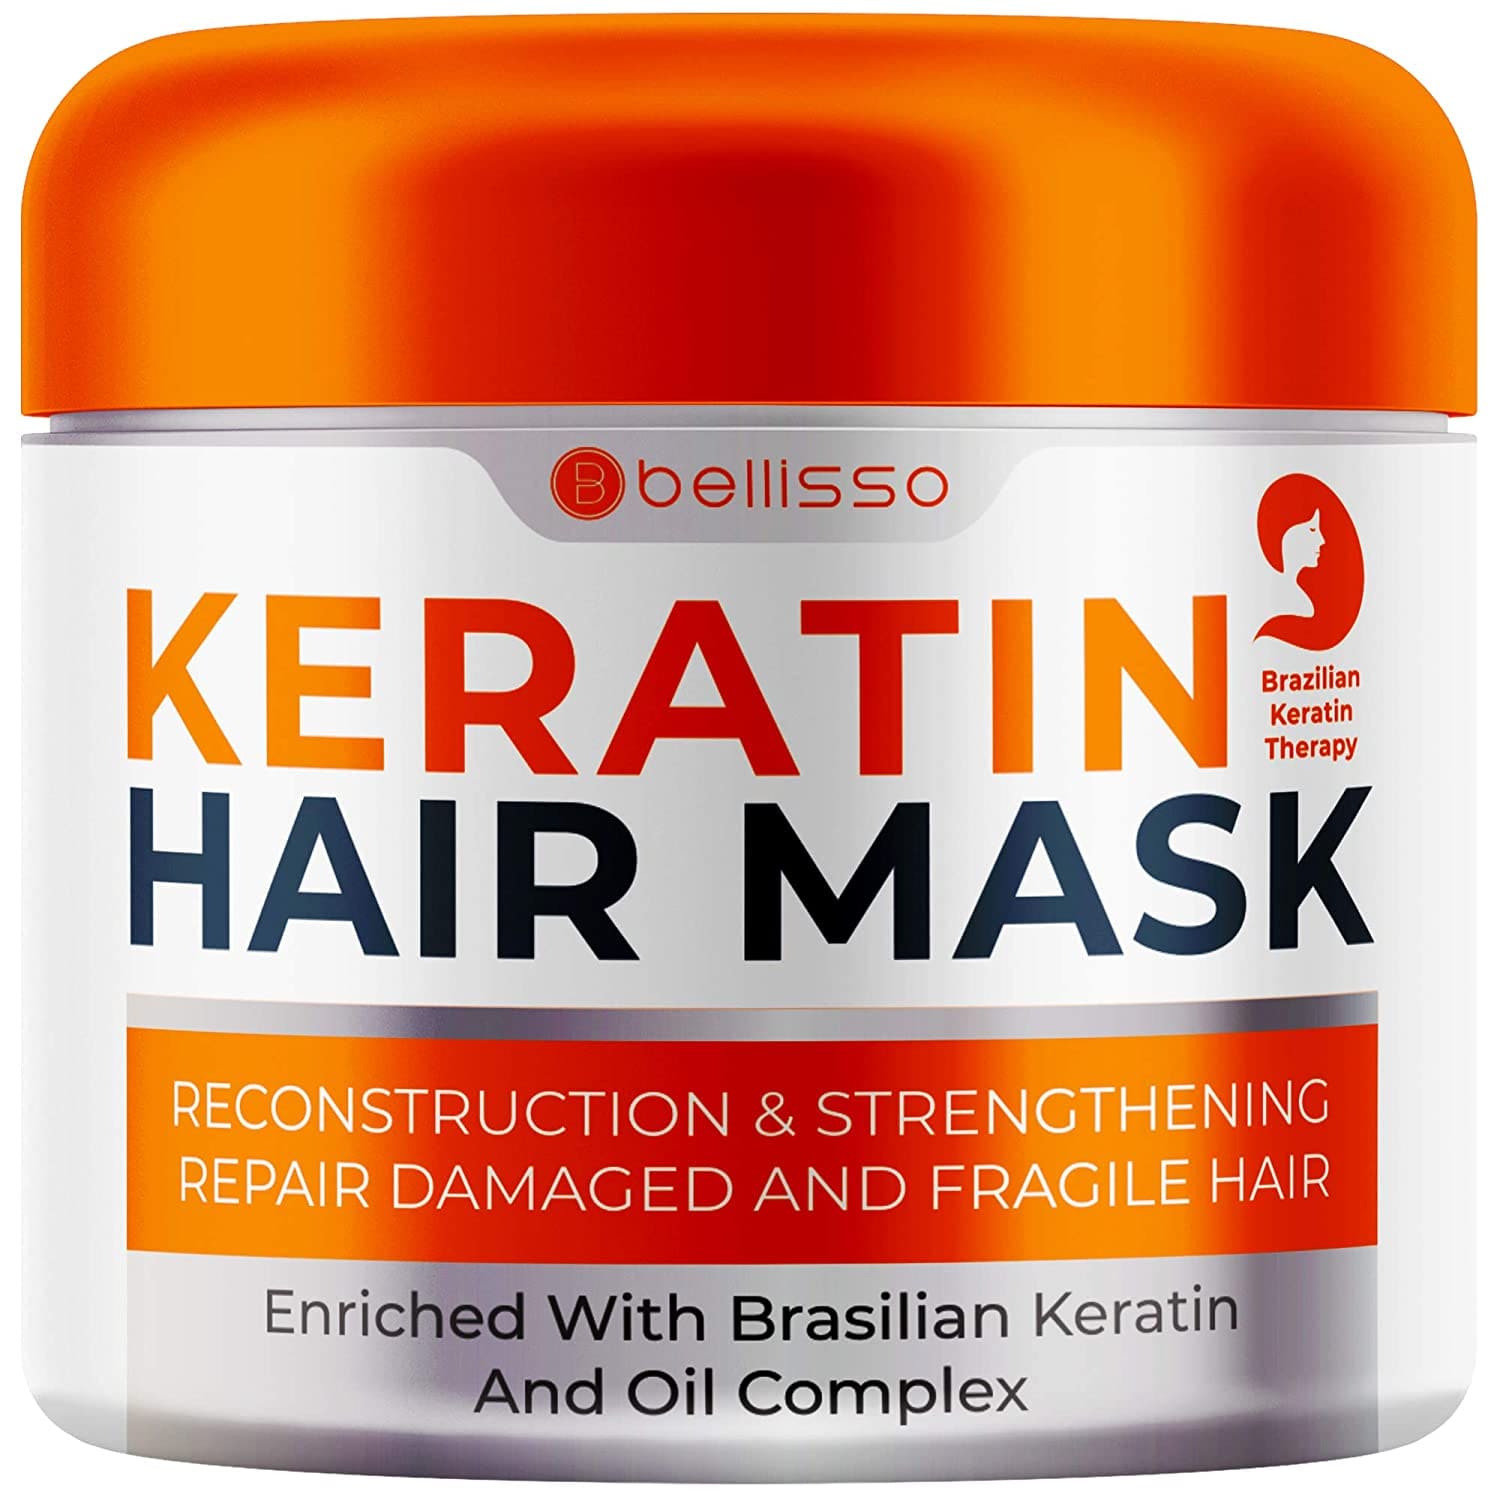 B bellisso
KERATIN
Brazilian
Keratin
Therapy
HAIR MASK
RECONSTRUCTION & STRENGTHENING
REPAIR DAMAGED AND FRAGILE HAIR
Enriched With Brasilian Keratin
And Oil Complex